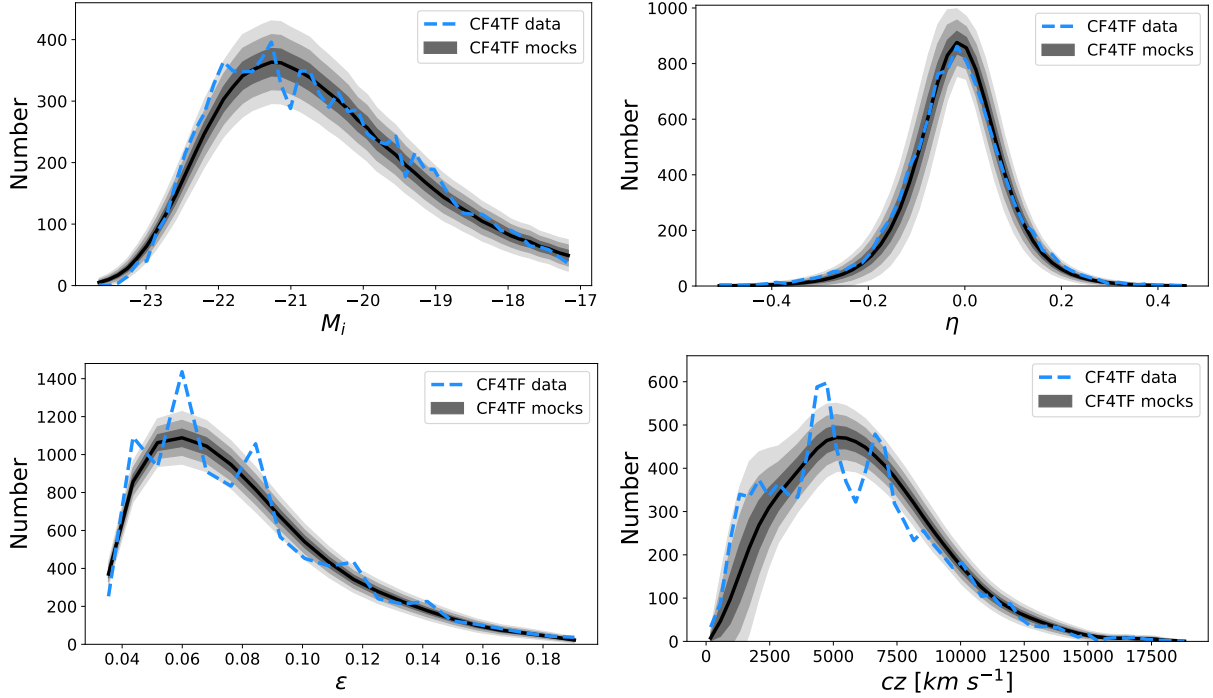 CF4TF data
CF4TF mocks
Number
400
300
200
100
0
−23 −22 −21 −20 −19 −18 −17
M_i
CF4TF data
CF4TF mocks
Number
1000
800
600
400
200
0
−0.4 −0.2 0.0 0.2 0.4
η
CF4TF data
CF4TF mocks
Number
1400
1200
1000
800
600
400
200
0
0.04 0.06 0.08 0.10 0.12 0.14 0.16 0.18
ε
CF4TF data
CF4TF mocks
Number
600
500
400
300
200
100
0
0 2500 5000 7500 10000 12500 15000 17500
cz [km s⁻¹]